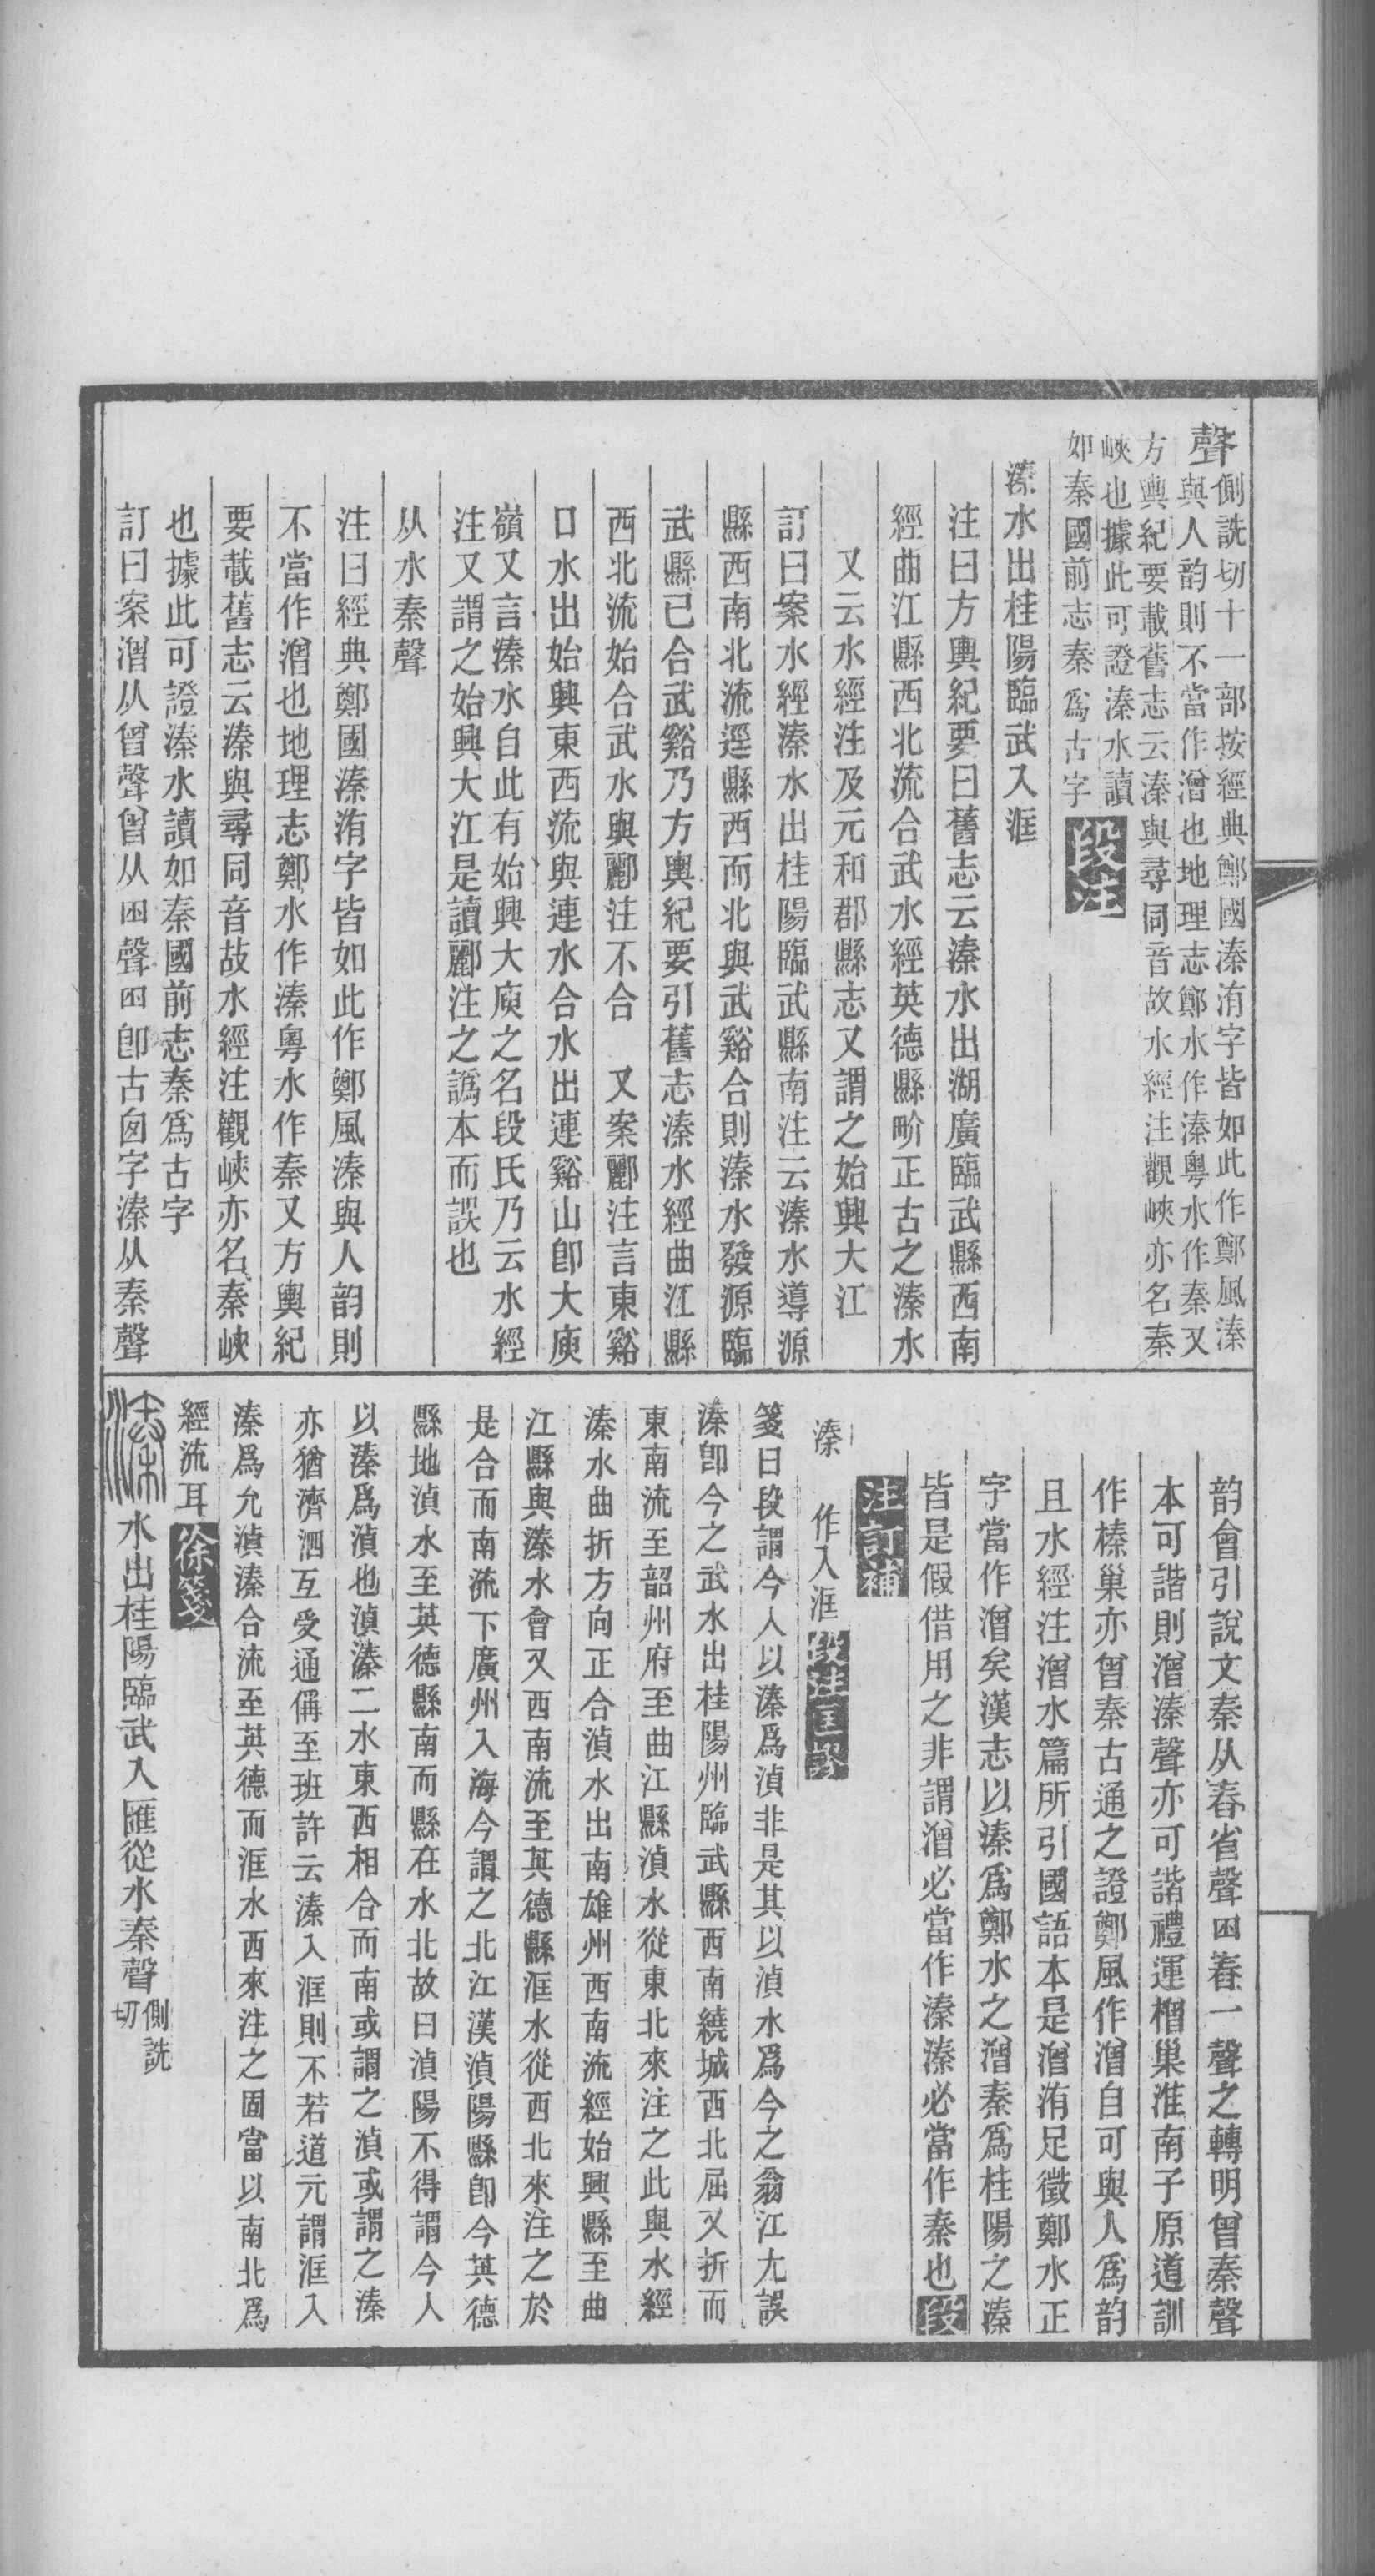 聲側詵切十一部按經典鄭國溱洧字皆如此作鄭風溱
與人韵則不當作潧也地理志鄭水作溱粵水作秦又
方輿紀要載舊志云溱與尋同音故水經注觀峽亦名秦
峽也據此可證溱水讀
如秦國前志秦爲古字段注
溱水出桂陽臨武入洭
注曰方輿紀要曰舊志云溱水出湖廣臨武縣西南
經曲江縣西北流合武水經英德縣畍正古之溱水
又云水經注及元和郡縣志又謂之始興大江
訂曰案水經溱水出桂陽臨武縣南注云溱水導源
縣西南北流逕縣西而北與武谿合則溱水發源臨
武縣已合武谿乃方輿紀要引舊志溱水經曲江縣
西北流始合武水與酈注不合　又案酈注言東谿
口水出始興東西流與連水合水出連谿山卽大庾
嶺又言溱水自此有始興大庾之名段氏乃云水經
注又謂之始興大江是讀酈注之譌本而誤也
从水秦聲
注曰經典鄭國溱洧字皆如此作鄭風溱與人韵則
不當作潧也地理志鄭水作溱粵水作秦又方輿紀
要載舊志云溱與尋同音故水經注觀峽亦名秦峽
也據此可證溱水讀如秦國前志秦爲古字
訂曰案潧从曾聲曾从囪聲囪卽古囱字溱从秦聲
韵會引說文秦从舂省聲囪舂一聲之轉明曾秦聲
本可諧則潧溱聲亦可諧禮運橧巢淮南子原道訓
作榛巢亦曾秦古通之證鄭風作潧自可與人爲韵
且水經注潧水篇所引國語本是潧洧足徵鄭水正
字當作潧矣漢志以溱爲鄭水之潧秦爲桂陽之溱
皆是假借用之非謂潧必當作溱溱必當作秦也段
注訂補
溱　作入洭段注匡謬
箋曰段謂今人以溱爲湞非是其以湞水爲今之翁江尢誤
溱卽今之武水出桂陽州臨武縣西南繞城西北屈又折而
東南流至韶州府至曲江縣湞水從東北來注之此與水經
溱水曲折方向正合湞水出南雄州西南流經始興縣至曲
江縣與溱水會又西南流至英德縣洭水從西北來注之於
是合而南流下廣州入海今謂之北江漢湞陽縣卽今英德
縣地湞水至英德縣南而縣在水北故曰湞陽不得謂今人
以溱爲湞也湞溱二水東西相合而南或謂之湞或謂之溱
亦猶濟泗互受通偁至班許云溱入洭則不若道元謂洭入
溱爲允湞溱合流至英德而洭水西來注之固當以南北爲
經流耳徐箋
溱水出桂陽臨武入匯從水秦聲側詵切